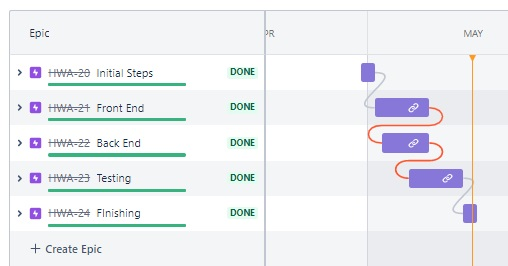 Epic
PR
MAY
HWA-20 Initial Steps DONE
HWA-21 Front End DONE
HWA-22 Back End DONE
HWA-23 Testing DONE
HWA-24 FInishing DONE
+ Create Epic